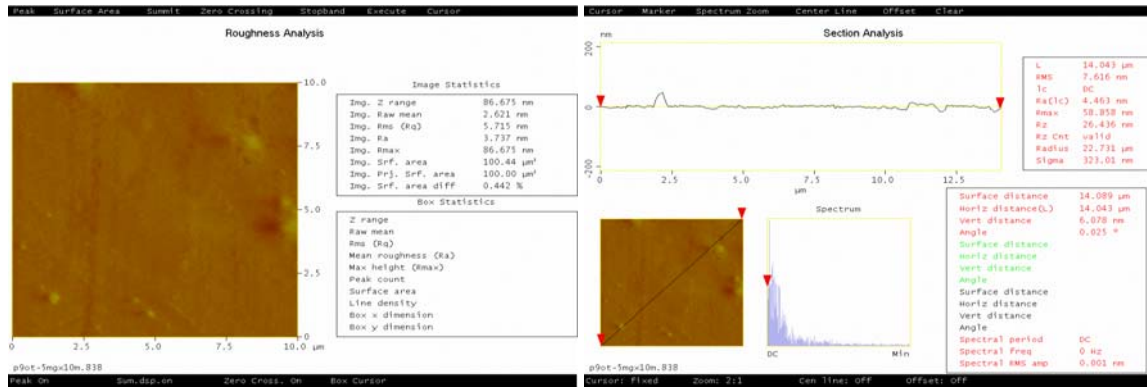 Peak Surface Area Summit Zero Crossing Stopband Execute Cursor
Roughness Analysis
10.0
7.5
5.0
2.5
0
0 2.5 5.0 7.5 10.0
µm
Image Statistics
Img. Z range 86.675 nm
Img. Raw mean 2.621 nm
Img. Rms (Rq) 5.715 nm
Img. Ra 3.737 nm
Img. Rmax 86.675 nm
Img. Srf. area 100.44 µm²
Img. Prj. Srf. area 100.00 µm²
Img. Srf. area diff 0.442 %
Box Statistics
Z range
Raw mean
Rms (Rq)
Mean roughness (Ra)
Max height (Rmax)
Peak count
Surface area
Line density
Box x dimension
Box y dimension
p9ot-5mgx10m.838
Peak On Sum.dsp.on Zero Cross. On Box Cursor
Cursor Marker Spectrum Zoom Center Line Offset Clear
Section Analysis
nm
200
0
-200
0 2.5 5.0 7.5 10.0 12.5
µm
L 14.043 µm
RMS 7.616 nm
lc DC
Ra(lc) 4.463 nm
Rmax 58.858 nm
Rz 26.436 nm
Rz Cnt valid
Radius 22.731 µm
Sigma 323.01 nm
Spectrum
DC Min
Surface distance 14.089 µm
Horiz distance(L) 14.043 µm
Vert distance 6.078 nm
Angle 0.025 °
Surface distance
Horiz distance
Vert distance
Angle
Surface distance
Horiz distance
Vert distance
Angle
Spectral period DC
Spectral freq 0 Hz
Spectral RMS amp 0.001 nm
p9ot-5mgx10m.838
Cursor: fixed Zoom: 2:1 Cen line: Off Offset: Off